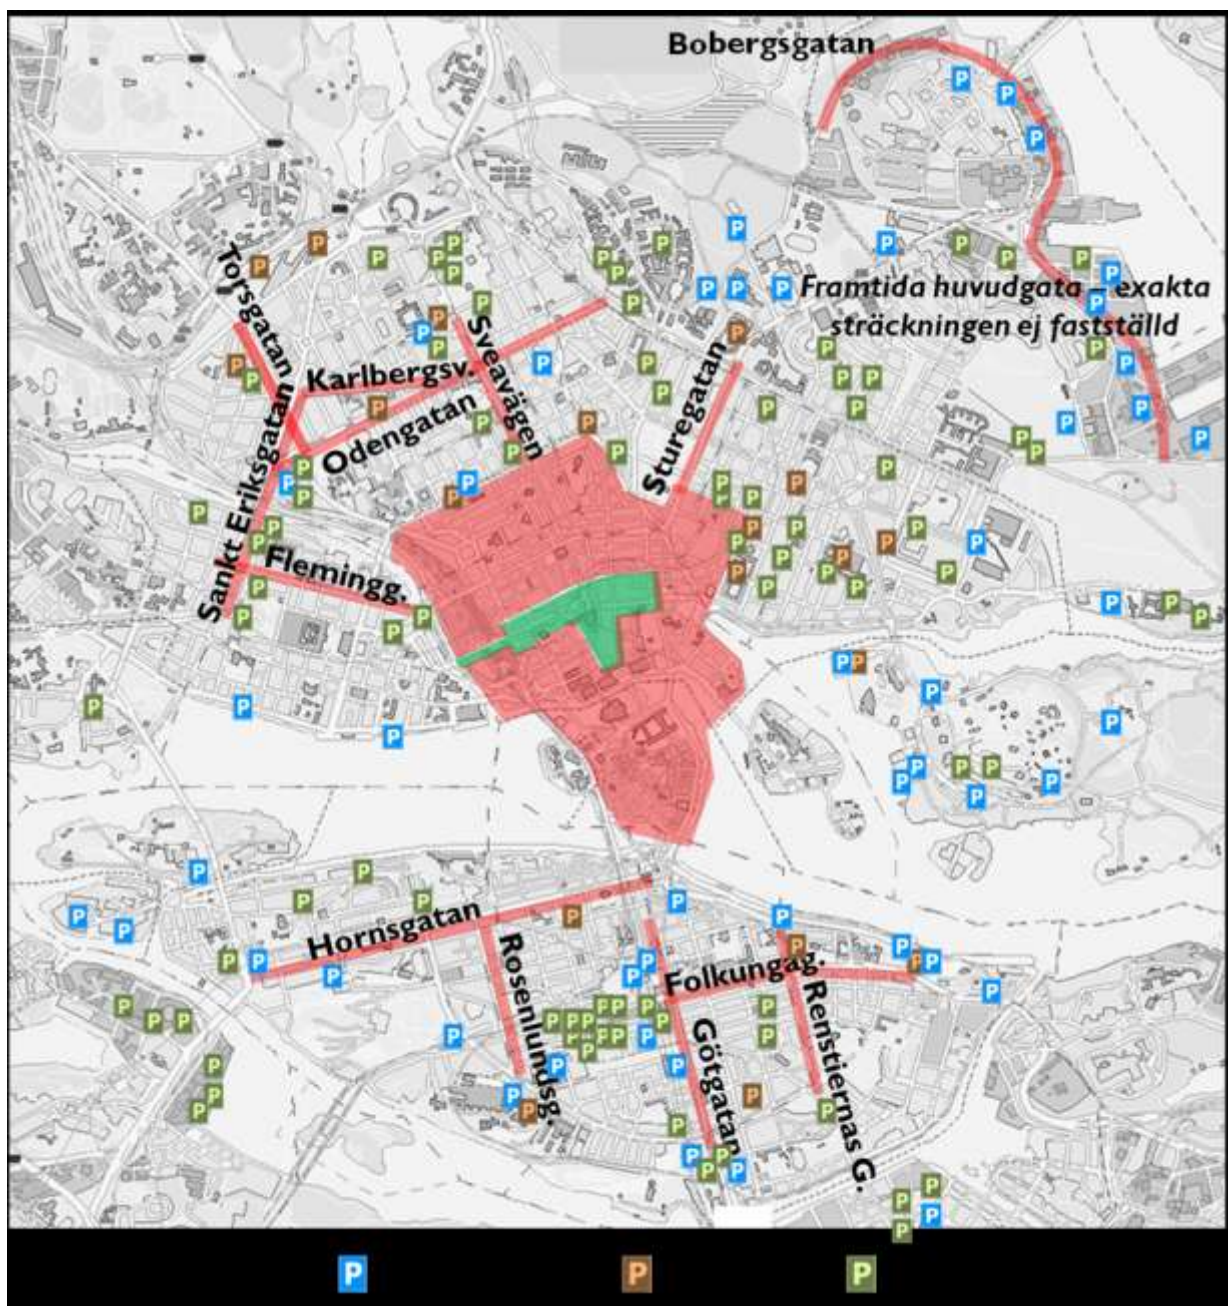 Bobergsgatan
Torsgatan
Framtida huvudgata – exakta
sträckningen ej fastställd
Sveavägen
Karlbergsv.
Sturegatan
Odengatan
Sankt Eriksgatan
Flemingg.
Hornsgatan
Rosenlundsg.
Folkungag.
Götgatan
Renstiernas G.
P P P